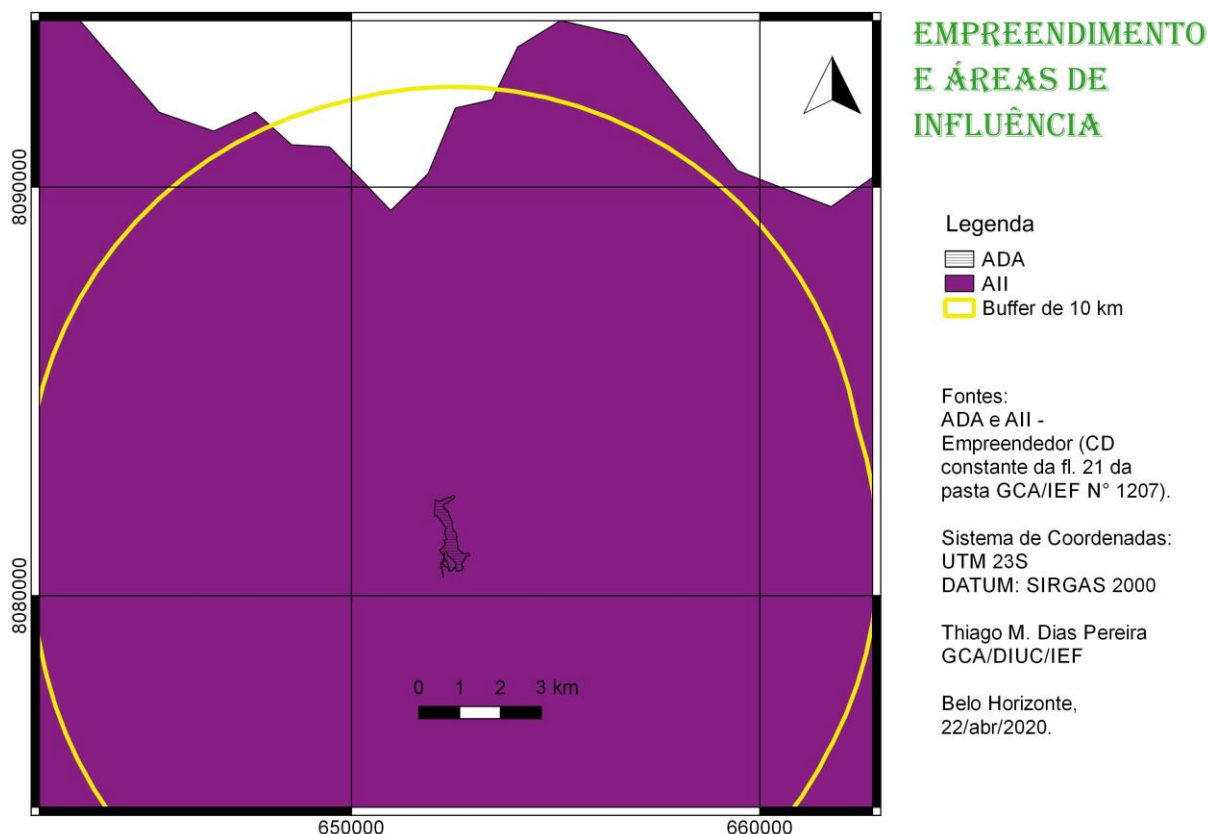 EMPREENDIMENTO
E ÁREAS DE
INFLUÊNCIA
Legenda
ADA
AII
Buffer de 10 km
Fontes:
ADA e AII -
Empreendedor (CD
constante da fl. 21 da
pasta GCA/IEF N° 1207).
Sistema de Coordenadas:
UTM 23S
DATUM: SIRGAS 2000
Thiago M. Dias Pereira
GCA/DIUC/IEF
Belo Horizonte,
22/abr/2020.
8090000
8080000
0 1 2 3 km
650000 660000